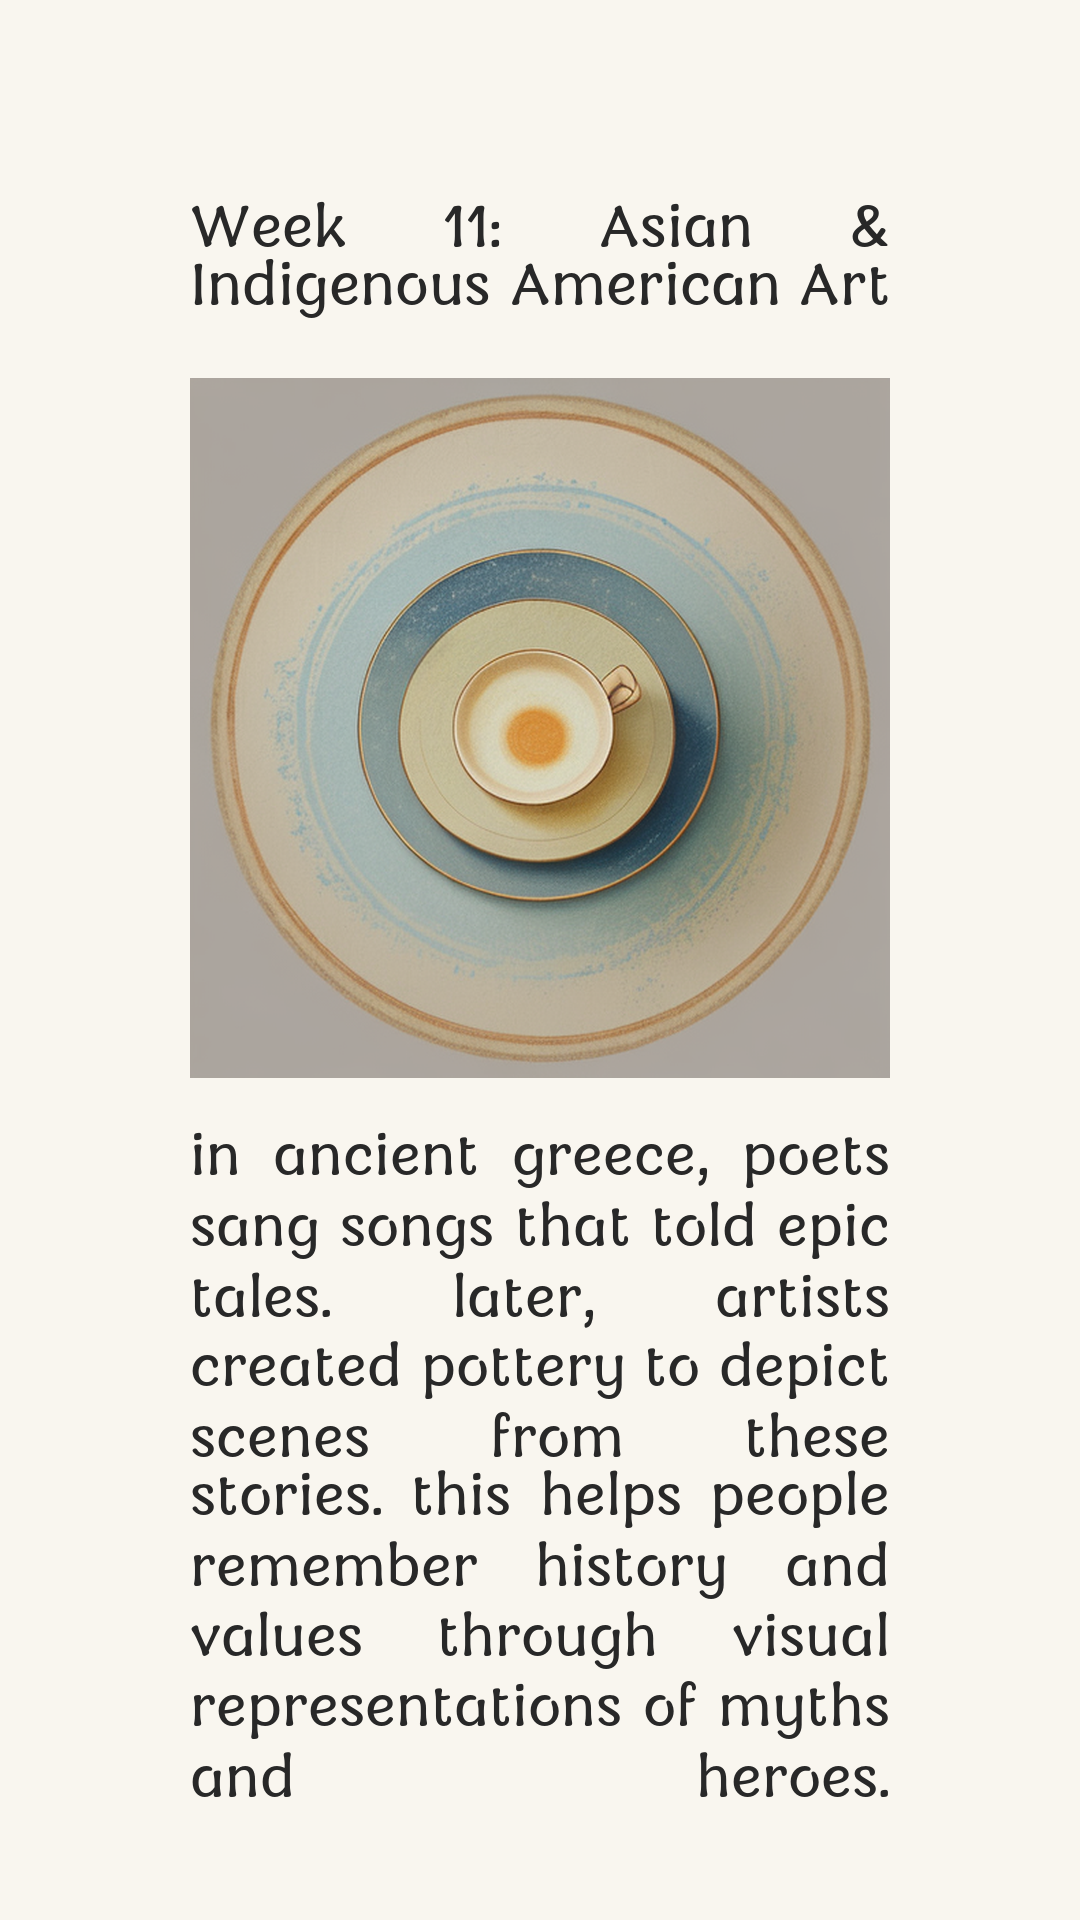 Week 11: Asian &
Indigenous American Art
in ancient greece, poets
sang songs that told epic
tales. later, artists
created pottery to depict
scenes from these
stories. this helps people
remember history and
values through visual
representations of myths
and heroes.